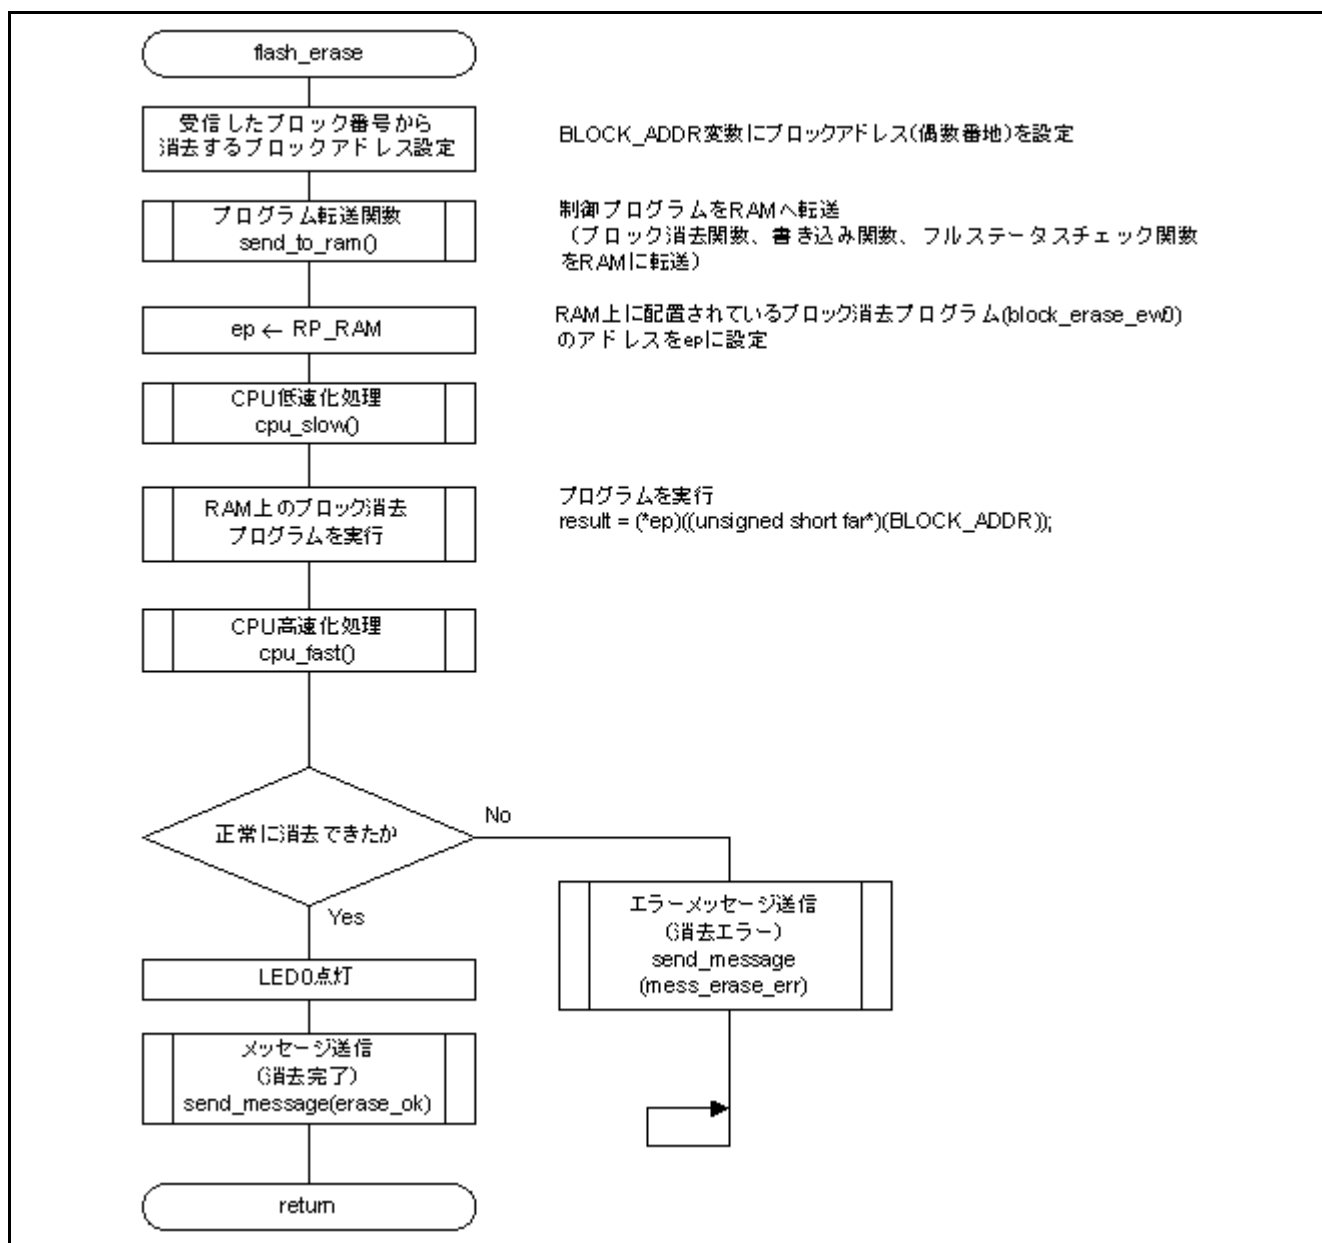 flash_erase
受信したブロック番号から
消去するブロックアドレス設定
BLOCK_ADDR変数にブロックアドレス(偶数番地)を設定
プログラム転送関数
send_to_ram()
制御プログラムをRAMへ転送
(ブロック消去関数、書き込み関数、フルステータスチェック関数
をRAMに転送)
ep ← RP_RAM
RAM上に配置されているブロック消去プログラム(block_erase_ew0)
のアドレスをepに設定
CPU低速化処理
cpu_slow()
RAM上のブロック消去
プログラムを実行
プログラムを実行
result = (*ep)((unsigned short far*)(BLOCK_ADDR));
CPU高速化処理
cpu_fast()
正常に消去できたか
No
Yes
エラーメッセージ送信
(消去エラー)
send_message
(mess_erase_err)
LED0点灯
メッセージ送信
(消去完了)
send_message(erase_ok)
return